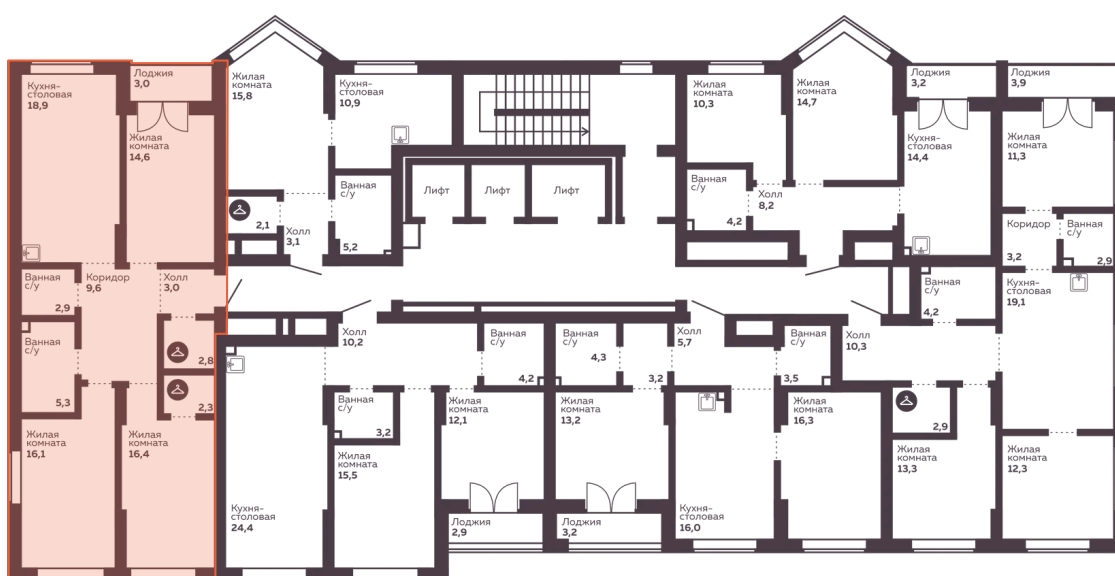 Кухня-
столовая
18,9
Лоджия
3,0
Жилая
комната
14,6
Жилая
комната
15,8
Кухня-
столовая
10,9
Жилая
комната
10,3
Жилая
комната
14,7
Лоджия
3,2
Лоджия
3,9
Кухня-
столовая
14,4
Жилая
комната
11,3
Ванная
с/у
5,2
Лифт
Лифт
Лифт
Ванная
с/у
4,2
Холл
8,2
2,1
Холл
3,1
Коридор
3,2
Ванная
с/у
2,9
Ванная
с/у
2,9
Коридор
9,6
Холл
3,0
Ванная
с/у
4,2
Кухня-
столовая
19,1
Ванная
с/у
5,3
2,8
2,3
Холл
10,2
Ванная
с/у
4,2
Ванная
с/у
4,3
3,2
Холл
5,7
Ванная
с/у
3,5
Холл
10,3
Ванная
с/у
3,2
Жилая
комната
12,1
Жилая
комната
13,2
Жилая
комната
16,3
2,9
Жилая
комната
16,1
Жилая
комната
16,4
Жилая
комната
15,5
Жилая
комната
13,3
Жилая
комната
12,3
Кухня-
столовая
24,4
Лоджия
2,9
Лоджия
3,2
Кухня-
столовая
16,0